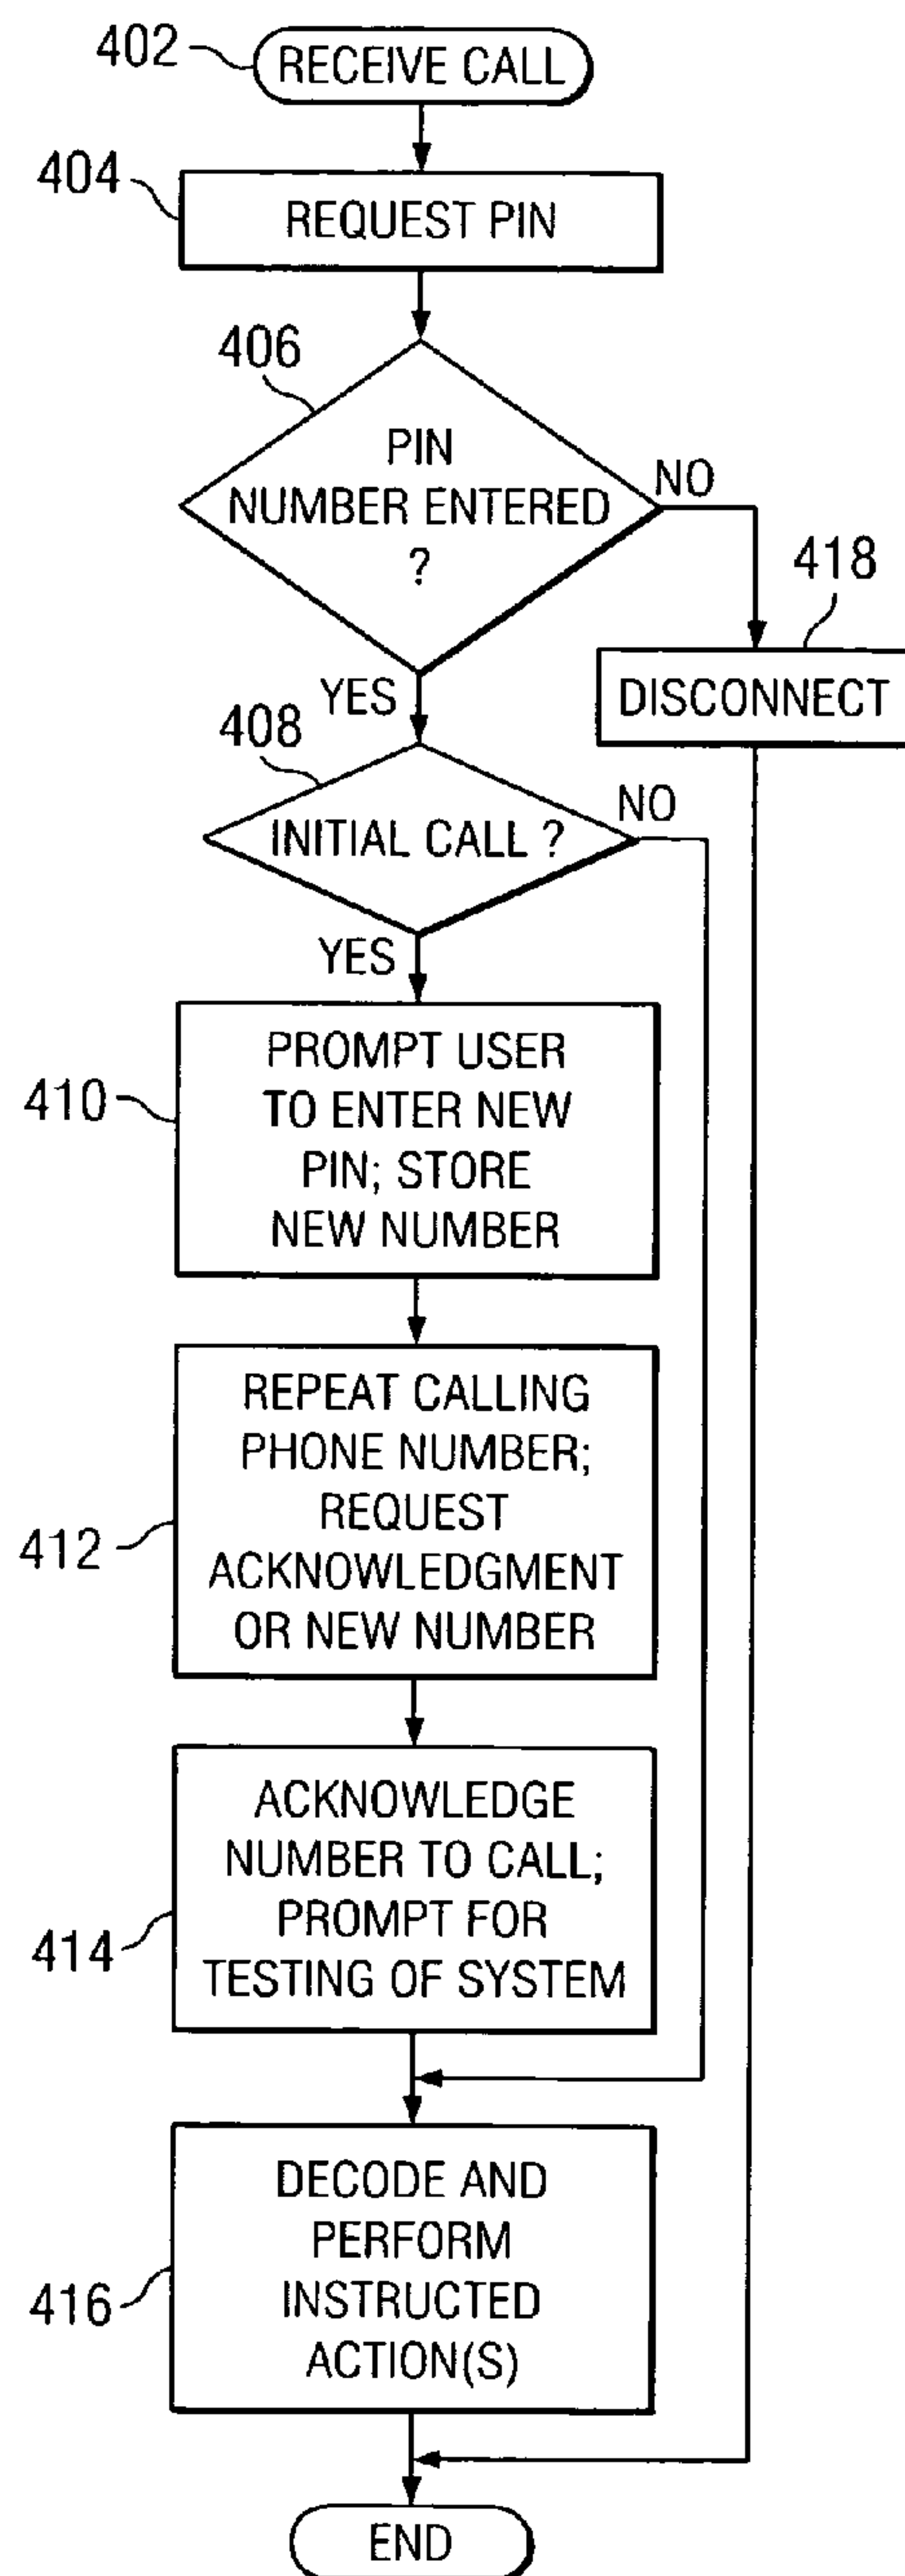 402
RECEIVE CALL
404
REQUEST PIN
406
PIN
NUMBER ENTERED
?
NO
418
DISCONNECT
YES
408
INITIAL CALL ?
NO
YES
410
PROMPT USER
TO ENTER NEW
PIN; STORE
NEW NUMBER
412
REPEAT CALLING
PHONE NUMBER;
REQUEST
ACKNOWLEDGMENT
OR NEW NUMBER
414
ACKNOWLEDGE
NUMBER TO CALL;
PROMPT FOR
TESTING OF SYSTEM
416
DECODE AND
PERFORM
INSTRUCTED
ACTION(S)
END